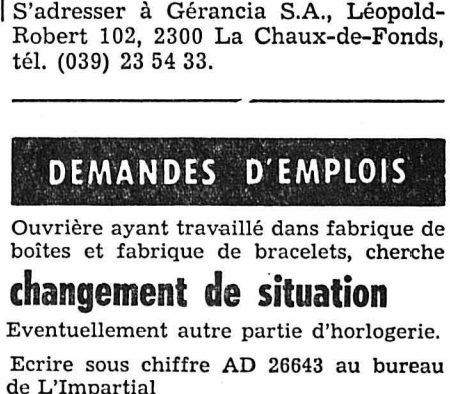 S'adresser à Gérancia S.A., Léopold-
Robert 102, 2300 La Chaux-de-Fonds,
tél. (039) 23 54 33.
DEMANDES D'EMPLOIS
Ouvrière ayant travaillé dans fabrique de
boîtes et fabrique de bracelets, cherche
changement de situation
Eventuellement autre partie d'horlogerie.
Ecrire sous chiffre AD 26643 au bureau
de L'Impartial